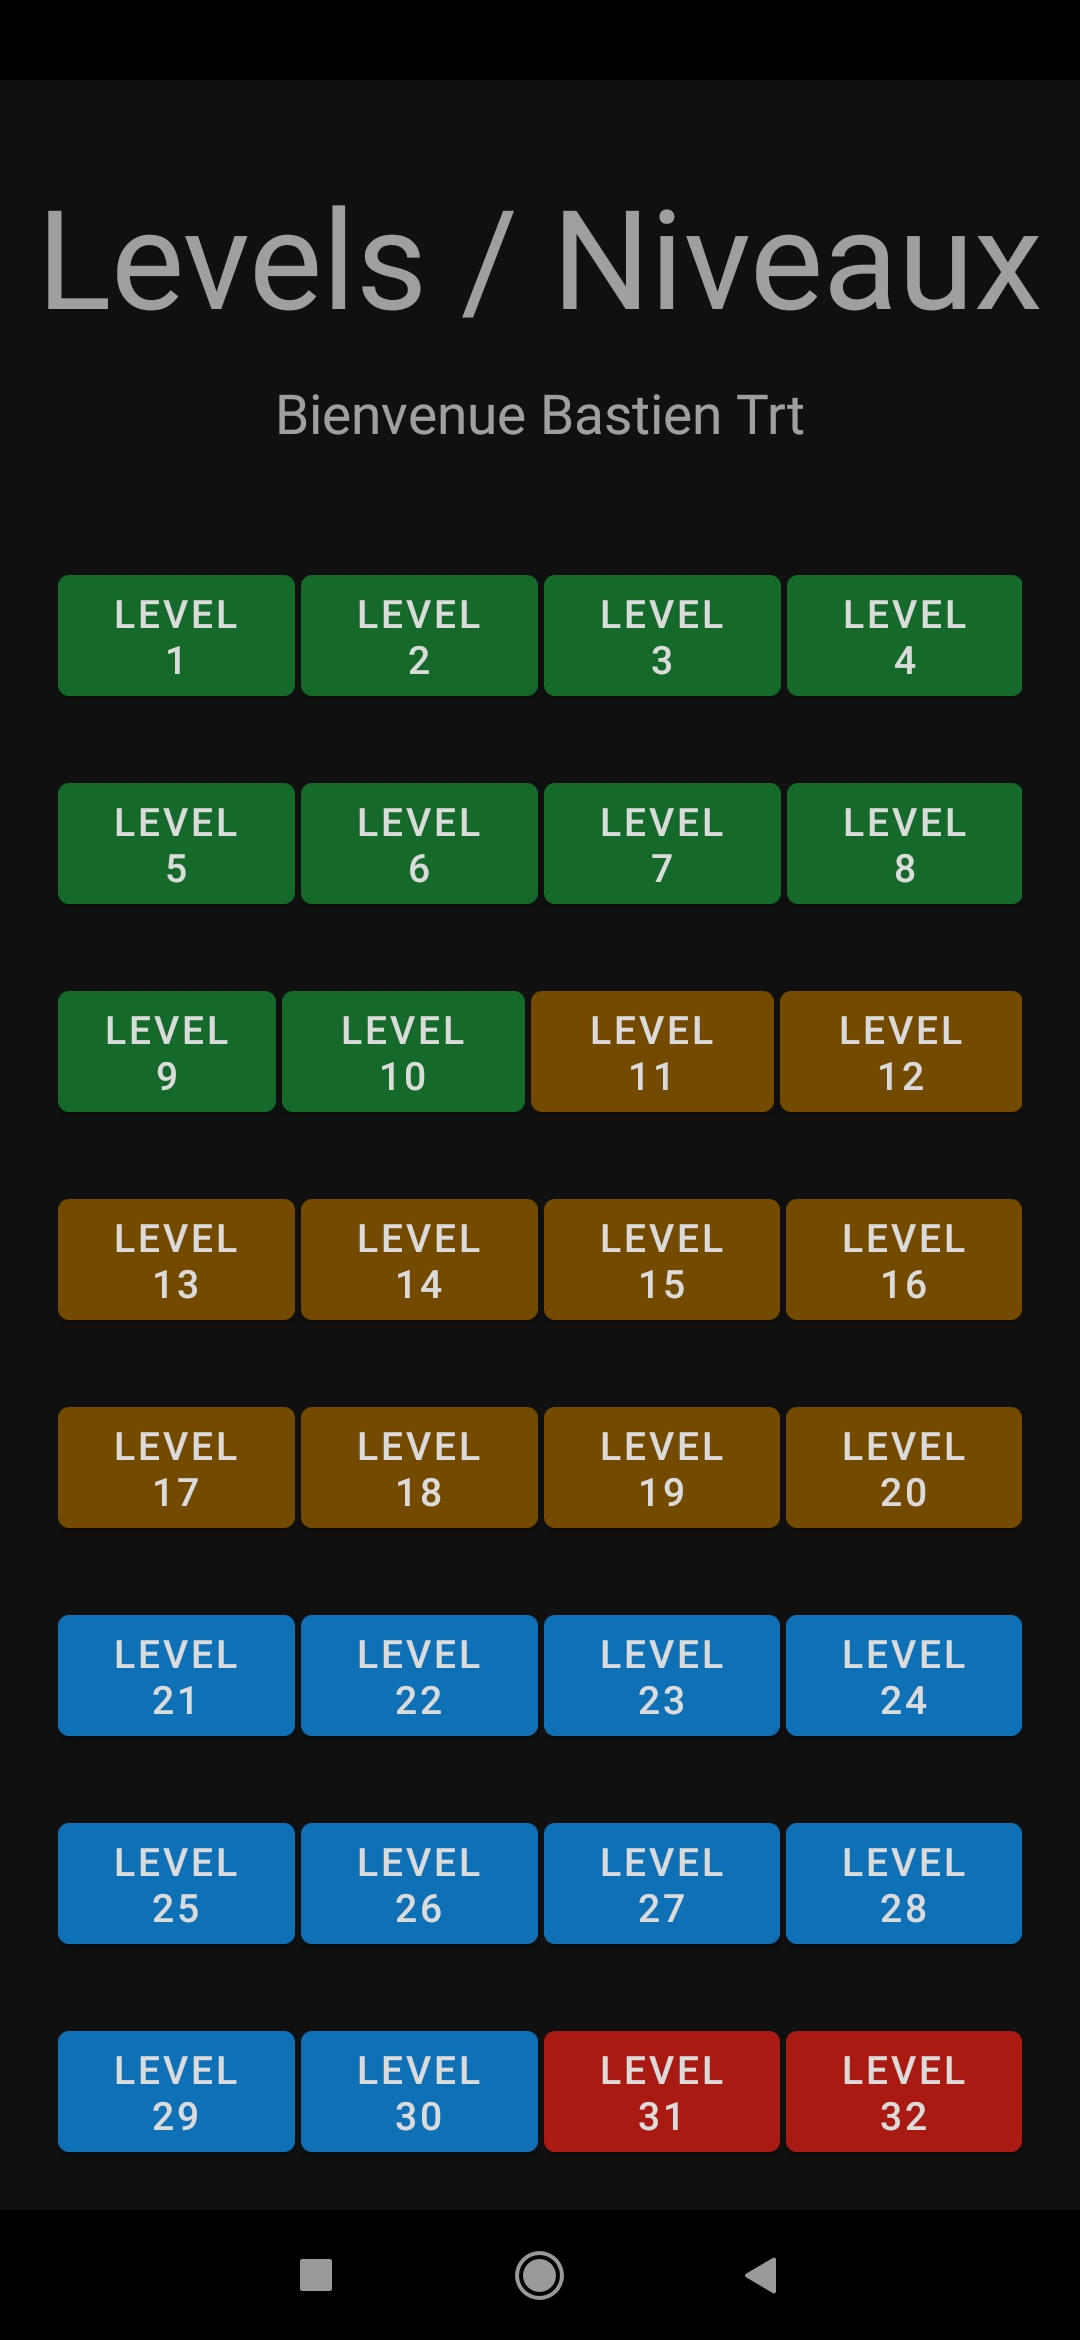 Levels / Niveaux
Bienvenue Bastien Trt
LEVEL 1
LEVEL 2
LEVEL 3
LEVEL 4
LEVEL 5
LEVEL 6
LEVEL 7
LEVEL 8
LEVEL 9
LEVEL 10
LEVEL 11
LEVEL 12
LEVEL 13
LEVEL 14
LEVEL 15
LEVEL 16
LEVEL 17
LEVEL 18
LEVEL 19
LEVEL 20
LEVEL 21
LEVEL 22
LEVEL 23
LEVEL 24
LEVEL 25
LEVEL 26
LEVEL 27
LEVEL 28
LEVEL 29
LEVEL 30
LEVEL 31
LEVEL 32